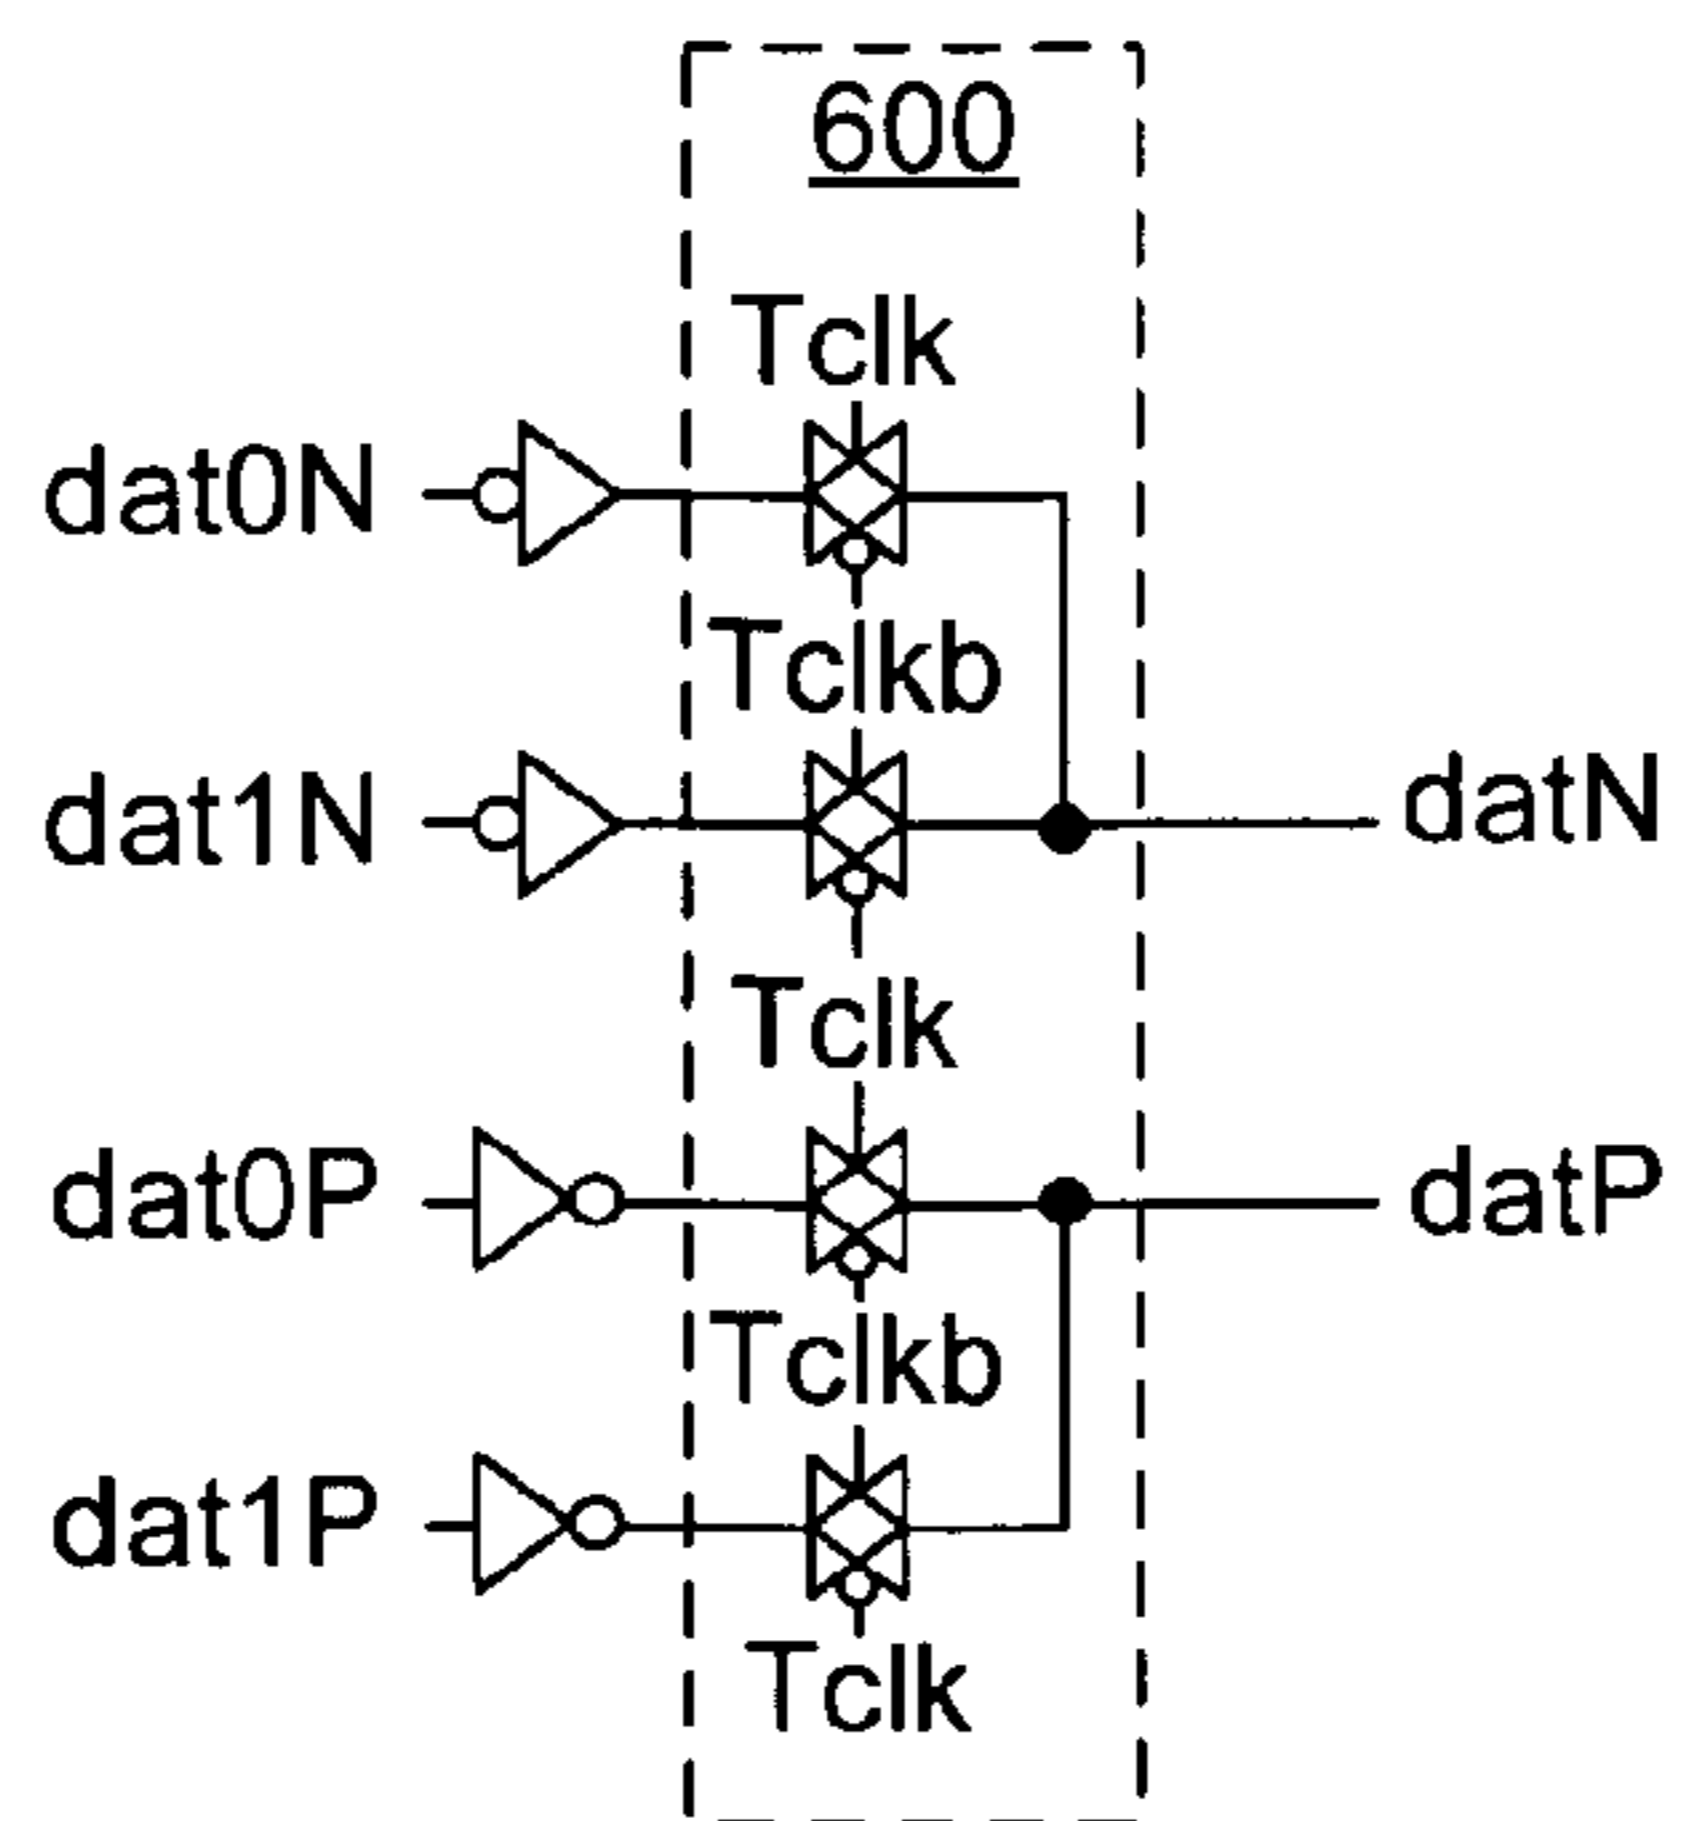 600
Tclk
dat0N
Tclkb
dat1N
datN
Tclk
dat0P
datP
Tclkb
dat1P
Tclk